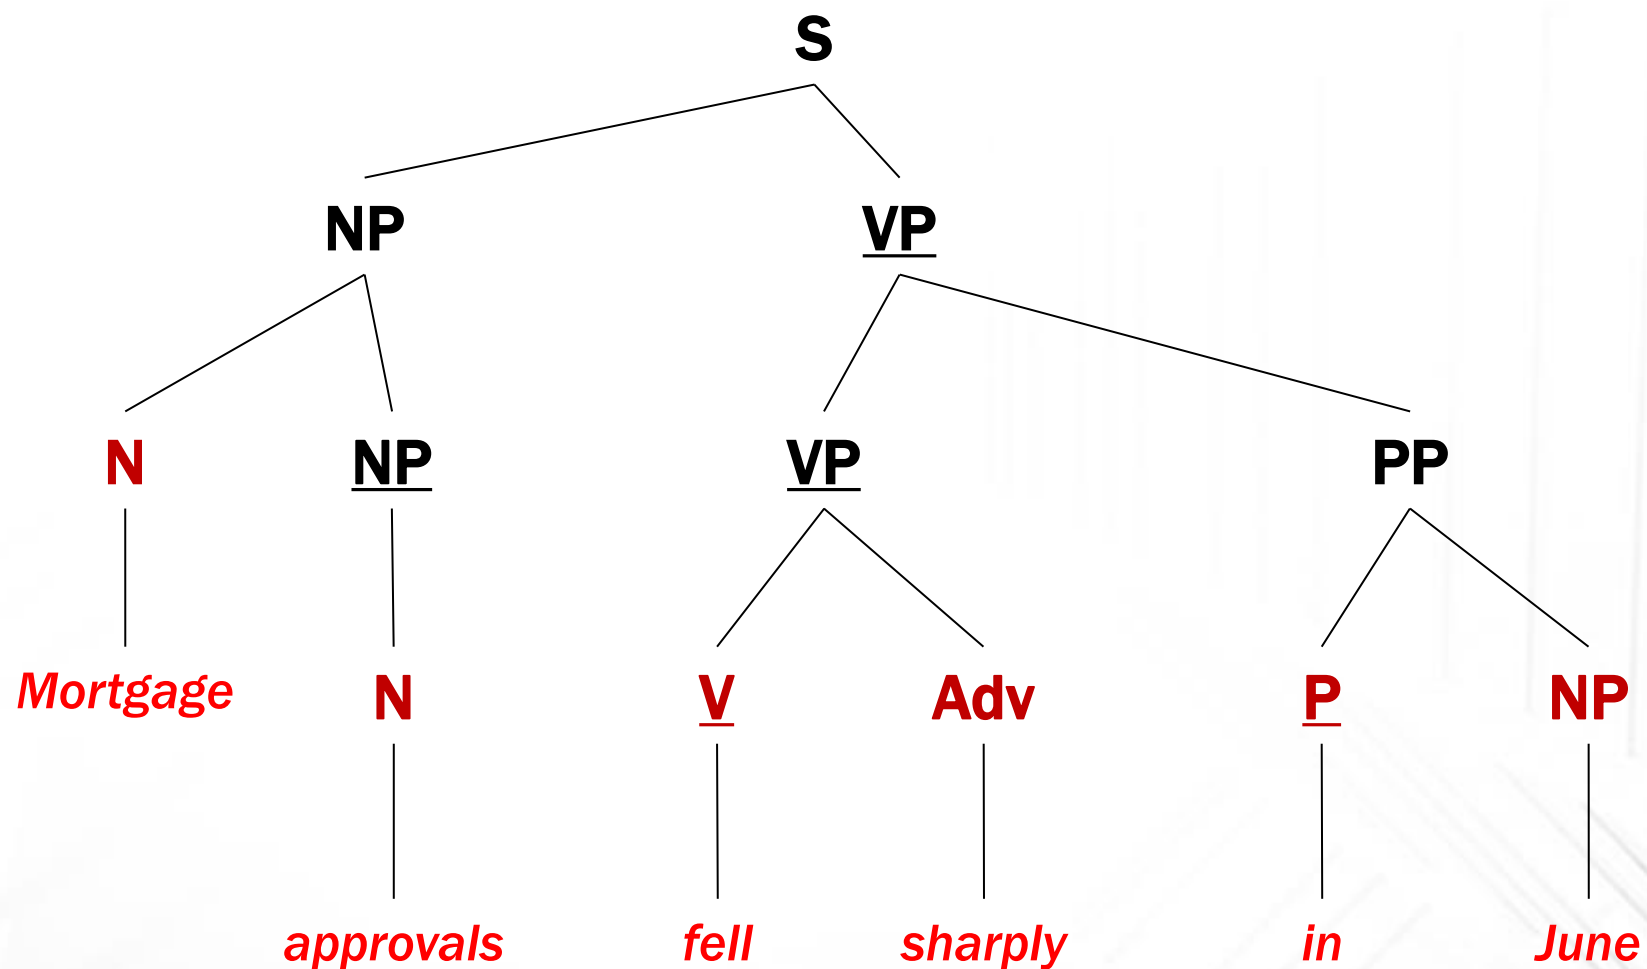 S
NP VP
N NP VP PP
Mortgage N V Adv P NP
approvals fell sharply in June